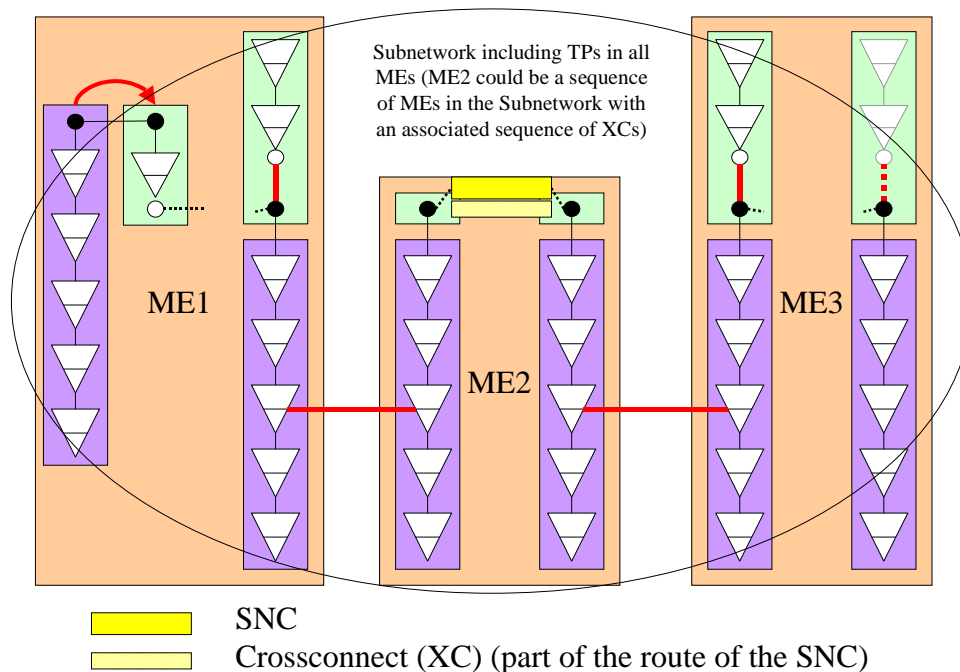 Subnetwork including TPs in all
MEs (ME2 could be a sequence
of MEs in the Subnetwork with
an associated sequence of XCs)
ME1
ME2
ME3
SNC
Crossconnect (XC) (part of the route of the SNC)